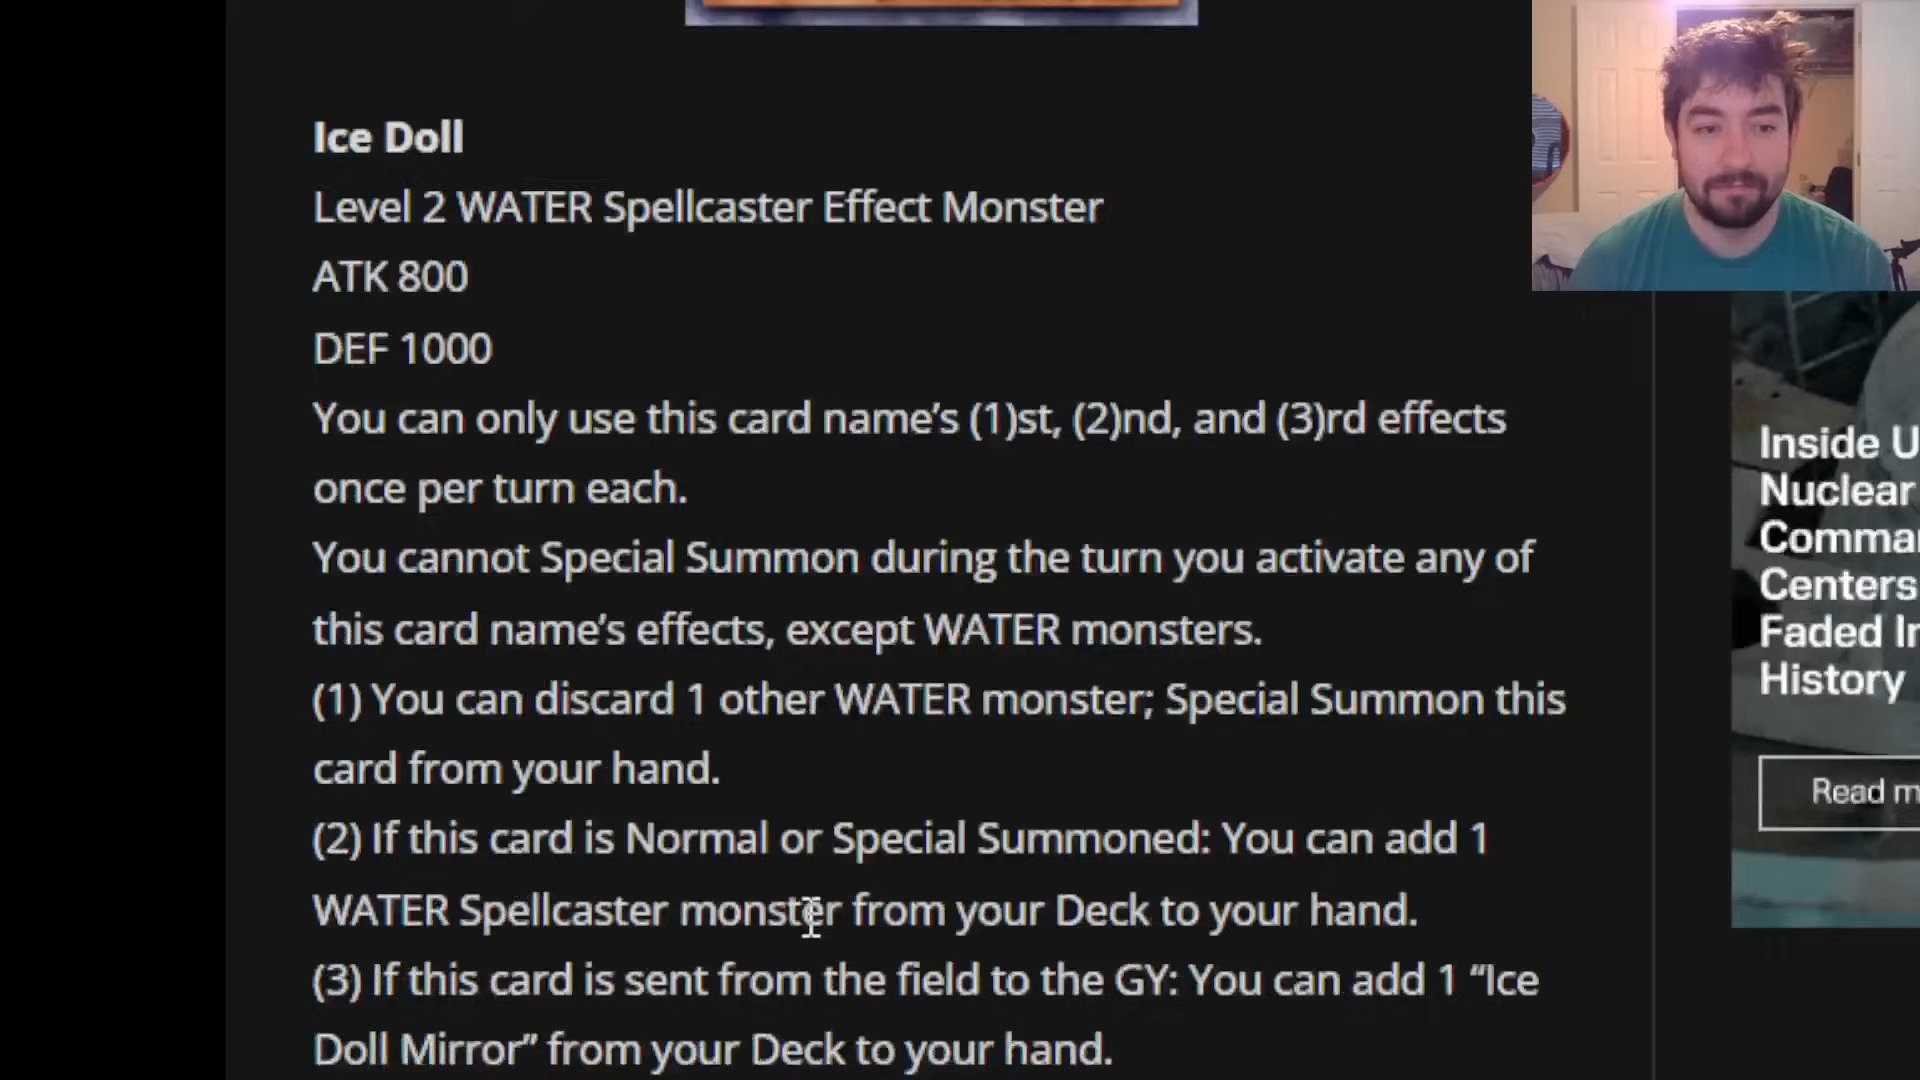 Ice Doll
Level 2 WATER Spellcaster Effect Monster
ATK 800
DEF 1000
You can only use this card name’s (1)st, (2)nd, and (3)rd effects
once per turn each.
You cannot Special Summon during the turn you activate any of
this card name’s effects, except WATER monsters.
(1) You can discard 1 other WATER monster; Special Summon this
card from your hand.
(2) If this card is Normal or Special Summoned: You can add 1
WATER Spellcaster monster from your Deck to your hand.
(3) If this card is sent from the field to the GY: You can add 1 “Ice
Doll Mirror” from your Deck to your hand.
Inside U
Nuclear
Comma
Centers
Faded In
History
Read m